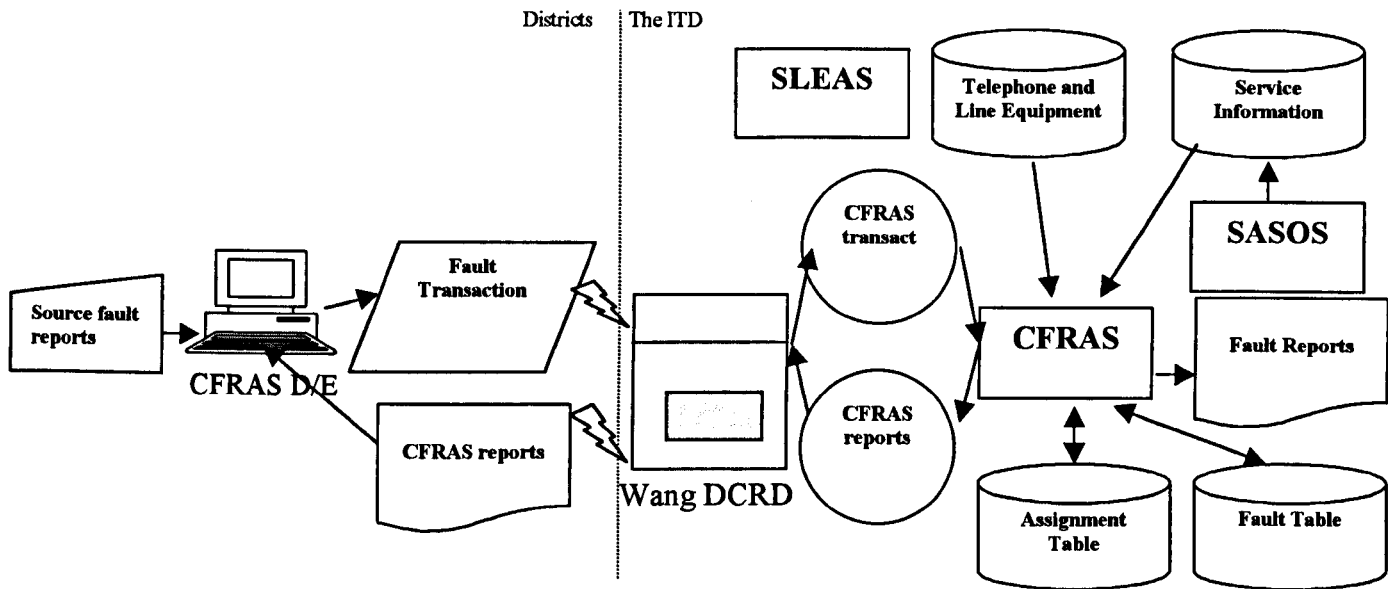 Districts
The ITD
SLEAS
Telephone and
Line Equipment
Service
Information
CFRAS
transact
SASOS
Fault
Transaction
Source fault
reports
CFRAS D/E
CFRAS
Fault Reports
CFRAS
reports
CFRAS reports
Wang DCRD
Assignment
Table
Fault Table